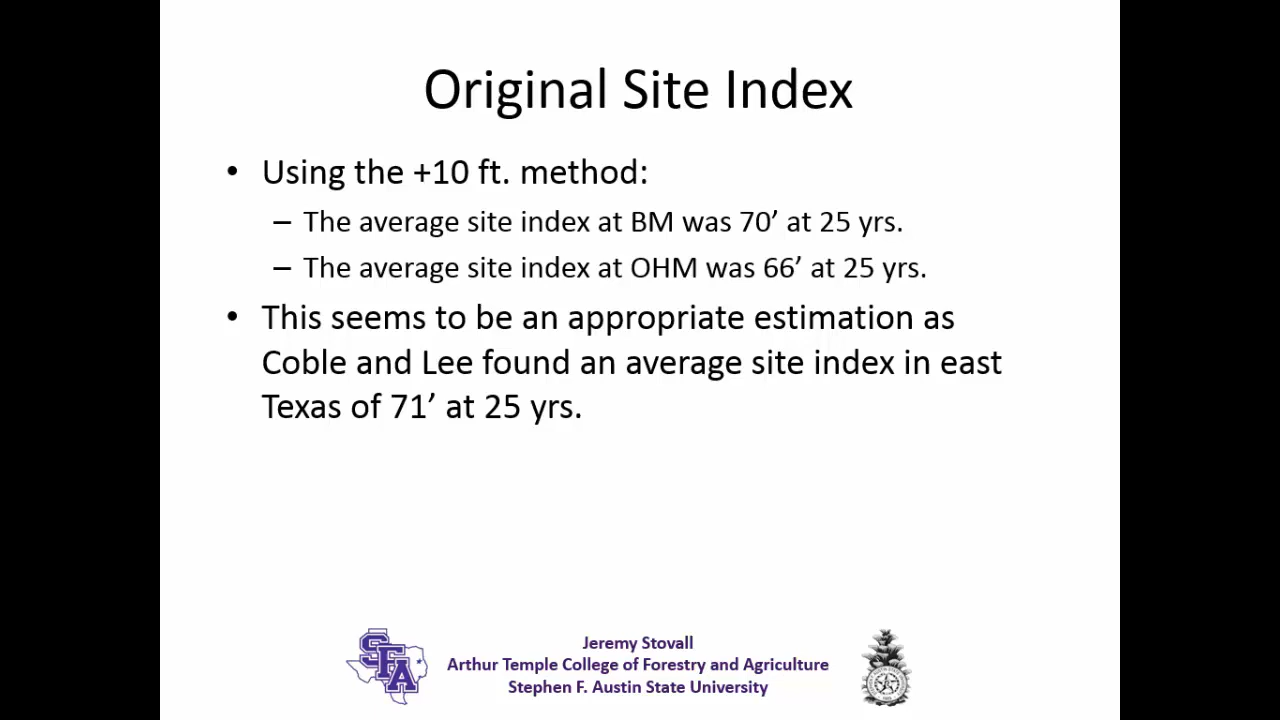 Original Site Index
• Using the +10 ft. method:
– The average site index at BM was 70’ at 25 yrs.
– The average site index at OHM was 66’ at 25 yrs.
• This seems to be an appropriate estimation as
Coble and Lee found an average site index in east
Texas of 71’ at 25 yrs.
SFA
Jeremy Stovall
Arthur Temple College of Forestry and Agriculture
Stephen F. Austin State University